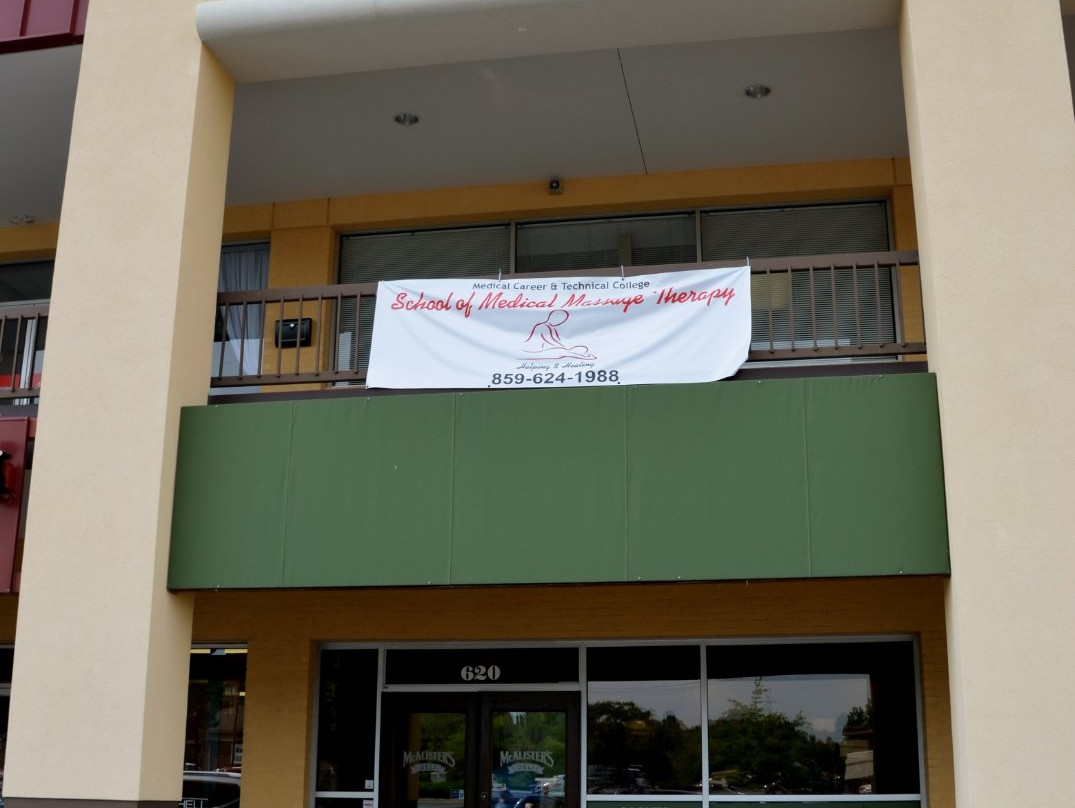 Medical Career & Technical College
School of Medical Massage Therapy
Helping & Healing
859-624-1988
620
McALISTER'S
DELI
McALISTER'S
DELI